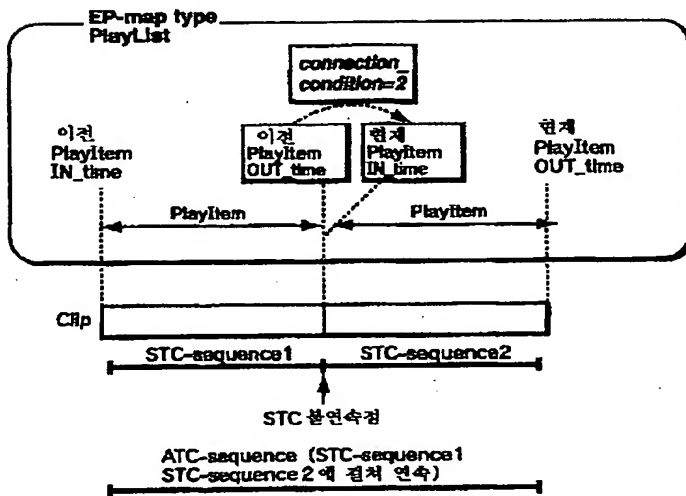 EP-map type
PlayList
connection_
condition=2
이전
PlayItem
IN_time
이전
PlayItem
OUT_time
현재
PlayItem
IN_time
현재
PlayItem
OUT_time
PlayItem
PlayItem
Clip
STC-sequence1
STC-sequence2
STC 불연속점
ATC-sequence (STC-sequence1
STC-sequence2에 걸쳐 연속)